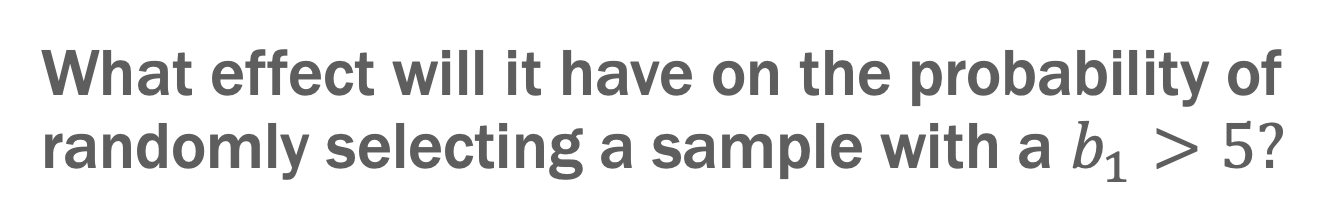 What effect will it have on the probability of
randomly selecting a sample with a b₁ > 5?